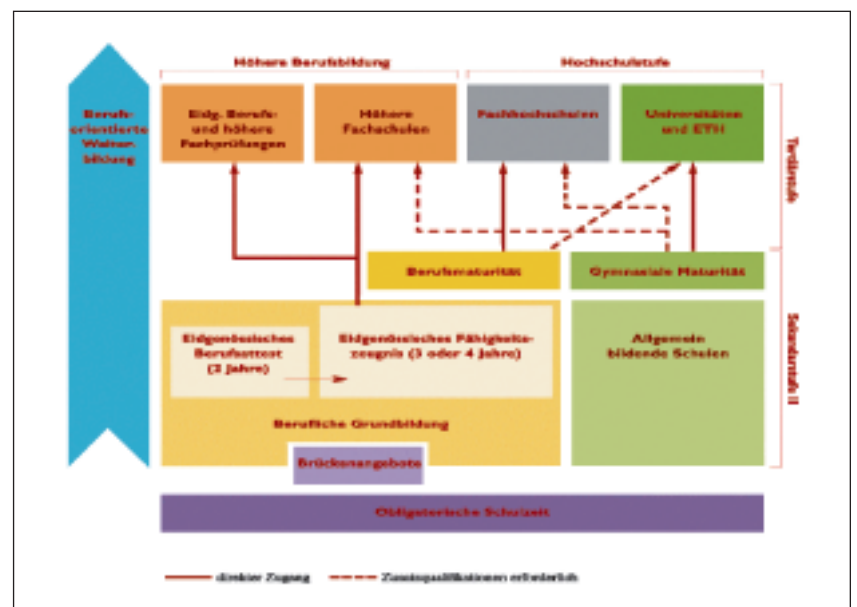 Höhere Berufsbildung
Hochschulstufe
Berufs-
orientierte
Weiter-
bildung
Eidg. Berufs-
und höhere
Fachprüfungen
Höhere
Fachschulen
Fachhochschulen
Universitäten
und ETH
Tertiärstufe
Berufsmaturität
Gymnasiale Maturität
Eidgenössisches
Berufsattest
(2 Jahre)
Eidgenössisches Fähigkeits-
zeugnis (3 oder 4 Jahre)
Allgemein
bildende Schulen
Sekundarstufe II
Berufliche Grundbildung
Brückenangebote
Obligatorische Schulzeit
direkter Zugang
Zusatzqualifikationen erforderlich